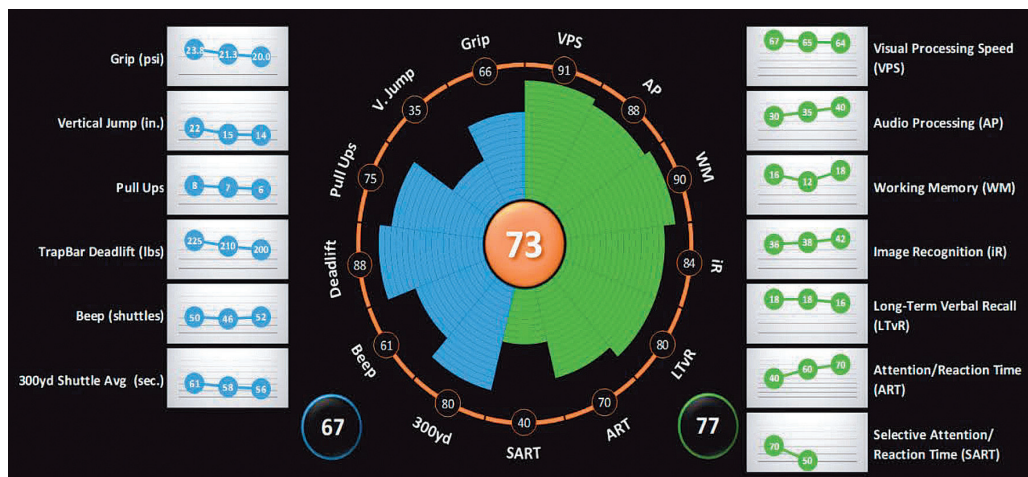 Grip (psi)
23.8 21.3 20.0
Vertical Jump (in.)
22 15 14
Pull Ups
8 7 6
TrapBar Deadlift (lbs)
225 210 200
Beep (shuttles)
50 46 52
300yd Shuttle Avg (sec.)
61 58 56
Grip
66
VPS
91
AP
88
WM
90
iR
84
LTvR
80
ART
70
SART
40
300yd
80
Beep
61
Deadlift
88
Pull Ups
75
V. Jump
35
73
67
77
67 65 64
Visual Processing Speed
(VPS)
30 35 40
Audio Processing (AP)
16 12 18
Working Memory (WM)
36 38 42
Image Recognition (iR)
18 18 16
Long-Term Verbal Recall
(LTvR)
40 60 70
Attention/Reaction Time
(ART)
70 50
Selective Attention/
Reaction Time (SART)